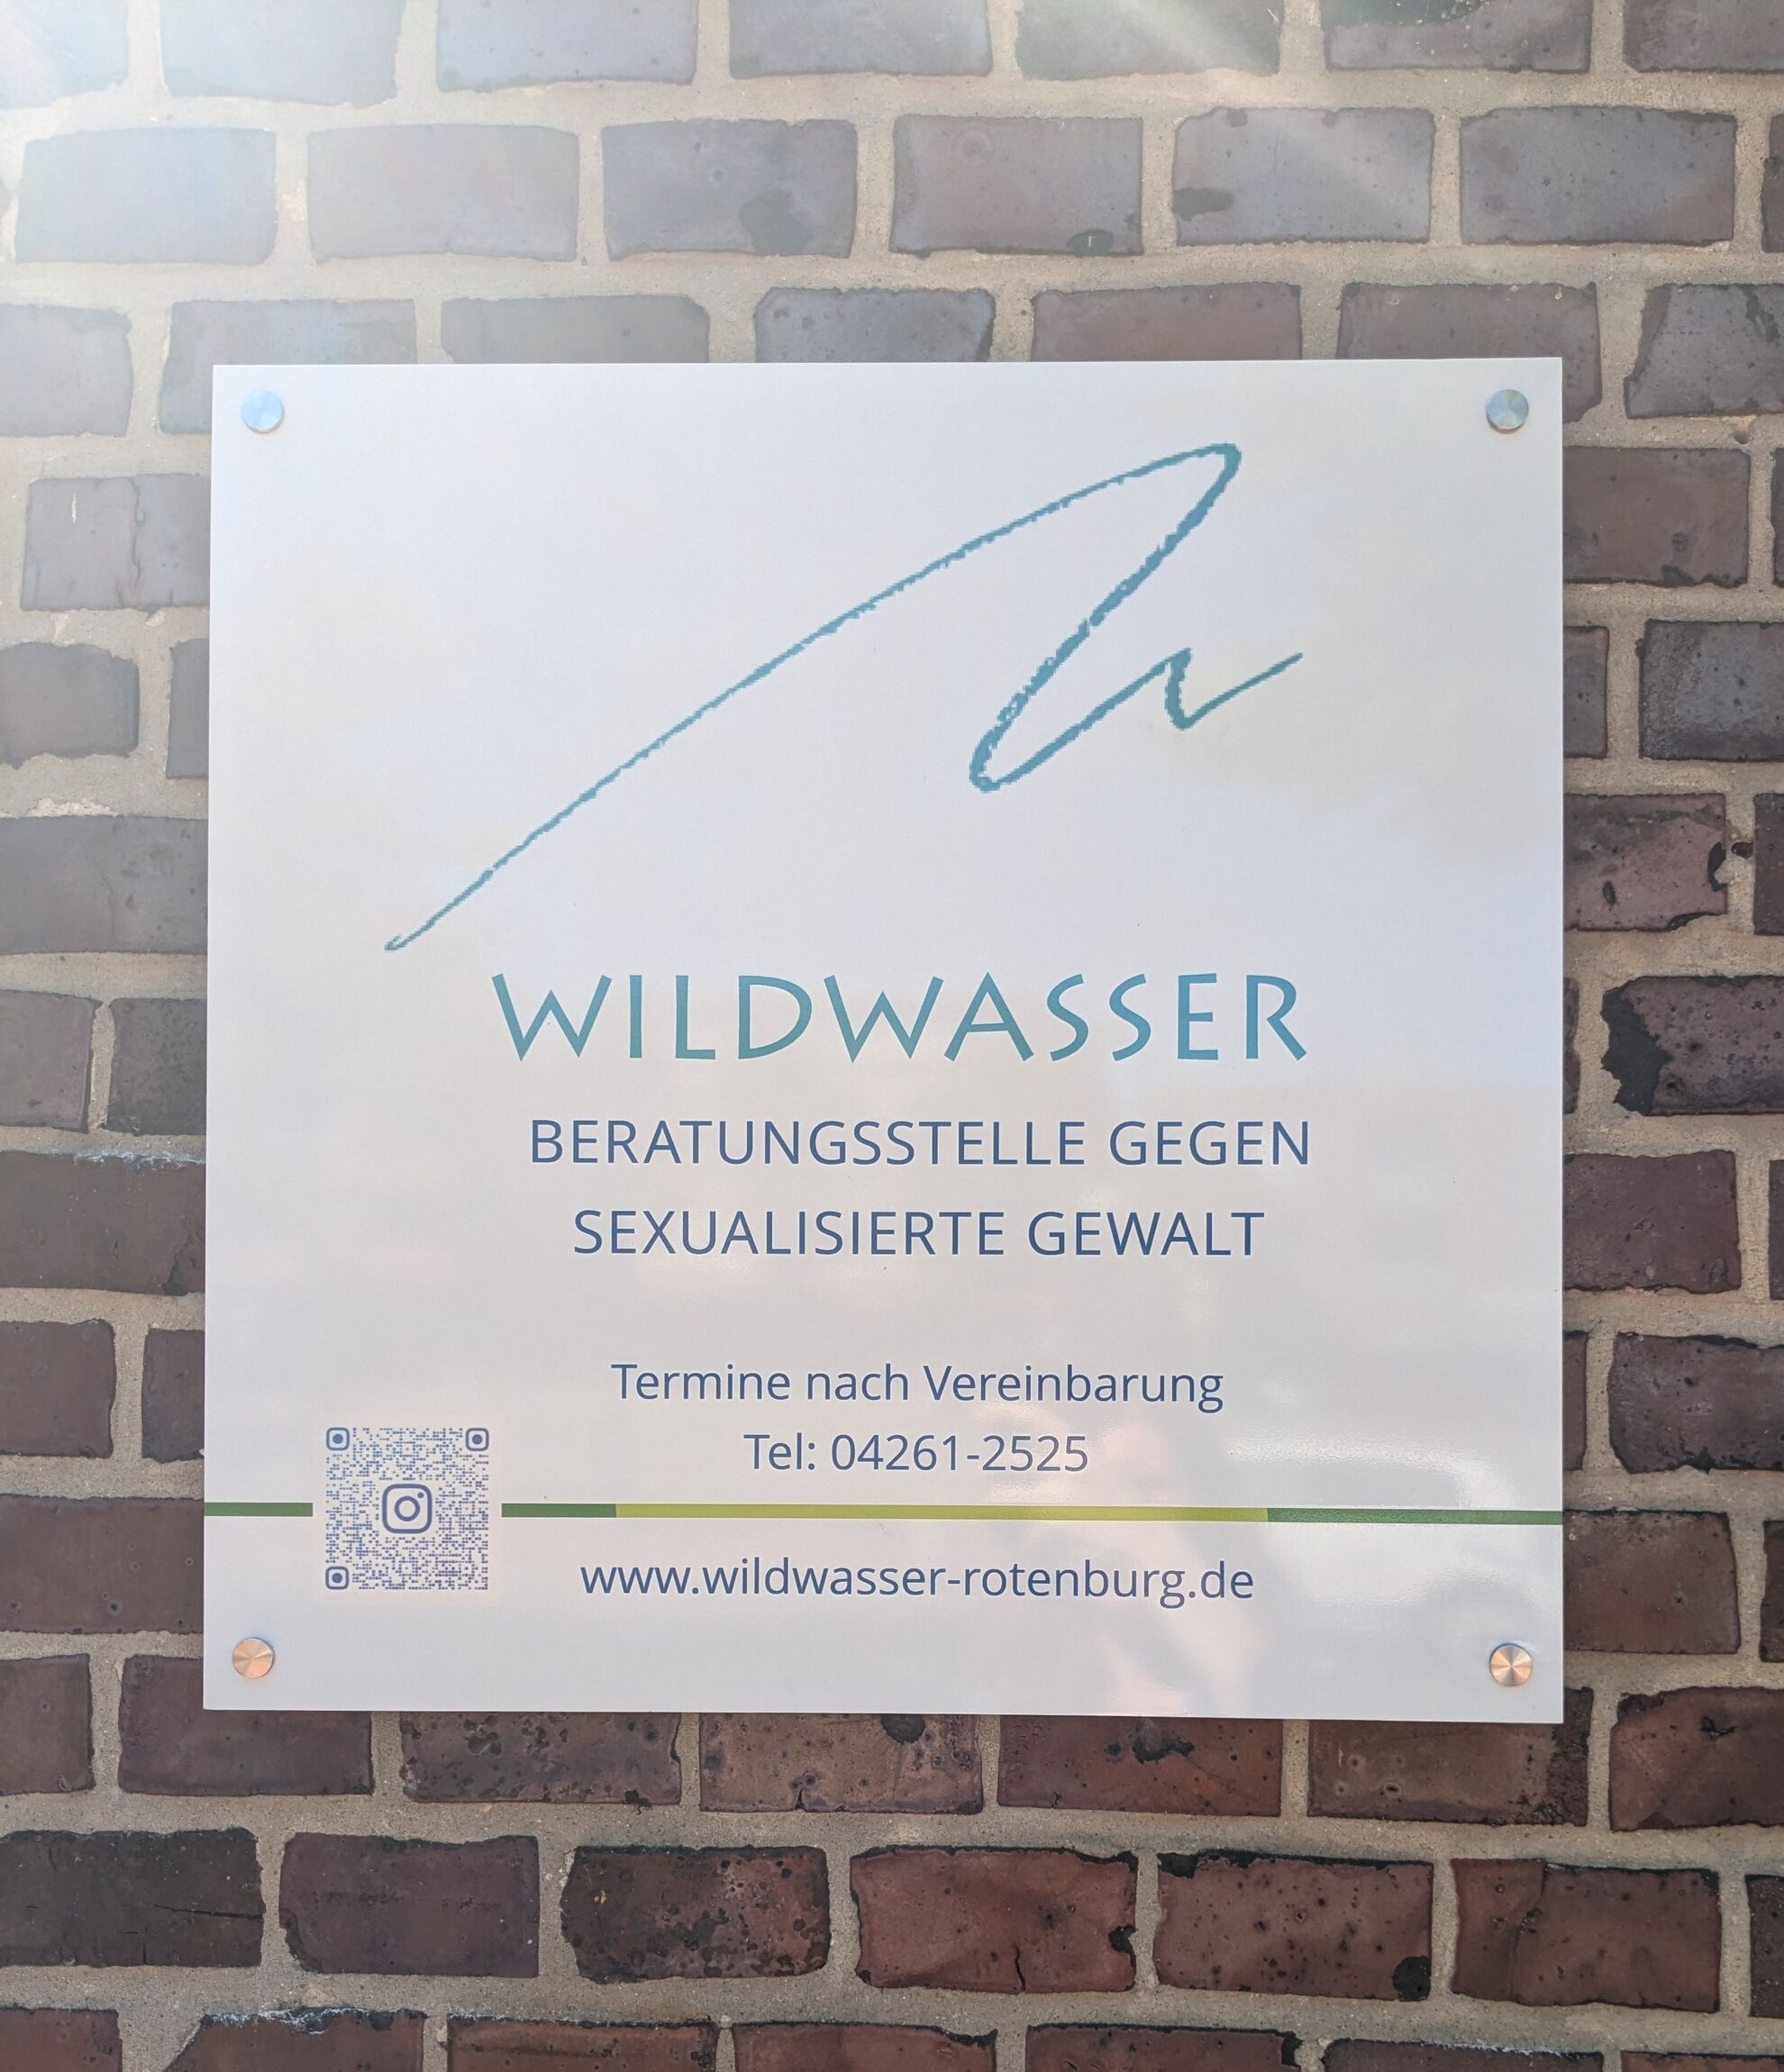 WILDWASSER
BERATUNGSSTELLE GEGEN
SEXUALISIERTE GEWALT
Termine nach Vereinbarung
Tel: 04261-2525
www.wildwasser-rotenburg.de